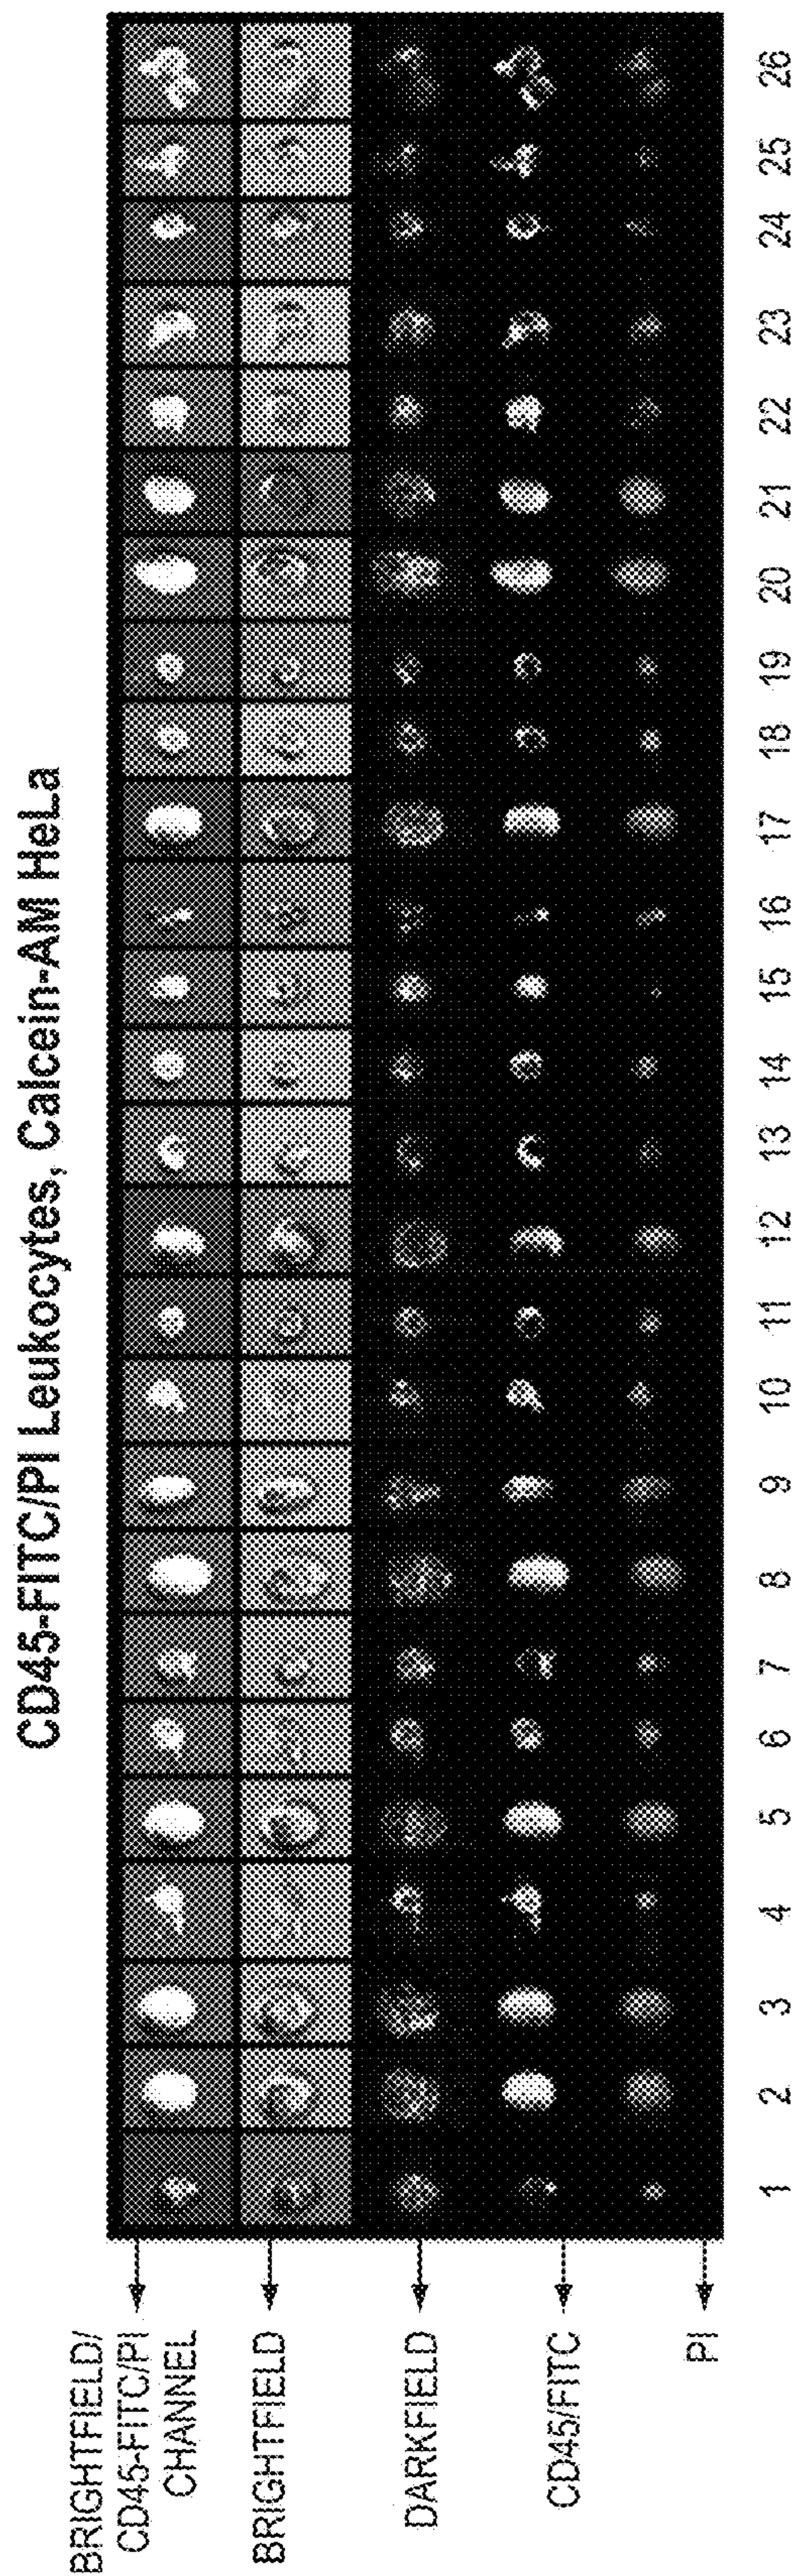 CD45-FITC/PI Leukocytes, Calcein-AM HeLa
BRIGHTFIELD/
CD45-FITC/PI
CHANNEL
BRIGHTFIELD
DARKFIELD
CD45/FITC
PI
1 2 3 4 5 6 7 8 9 10 11 12 13 14 15 16 17 18 19 20 21 22 23 24 25 26